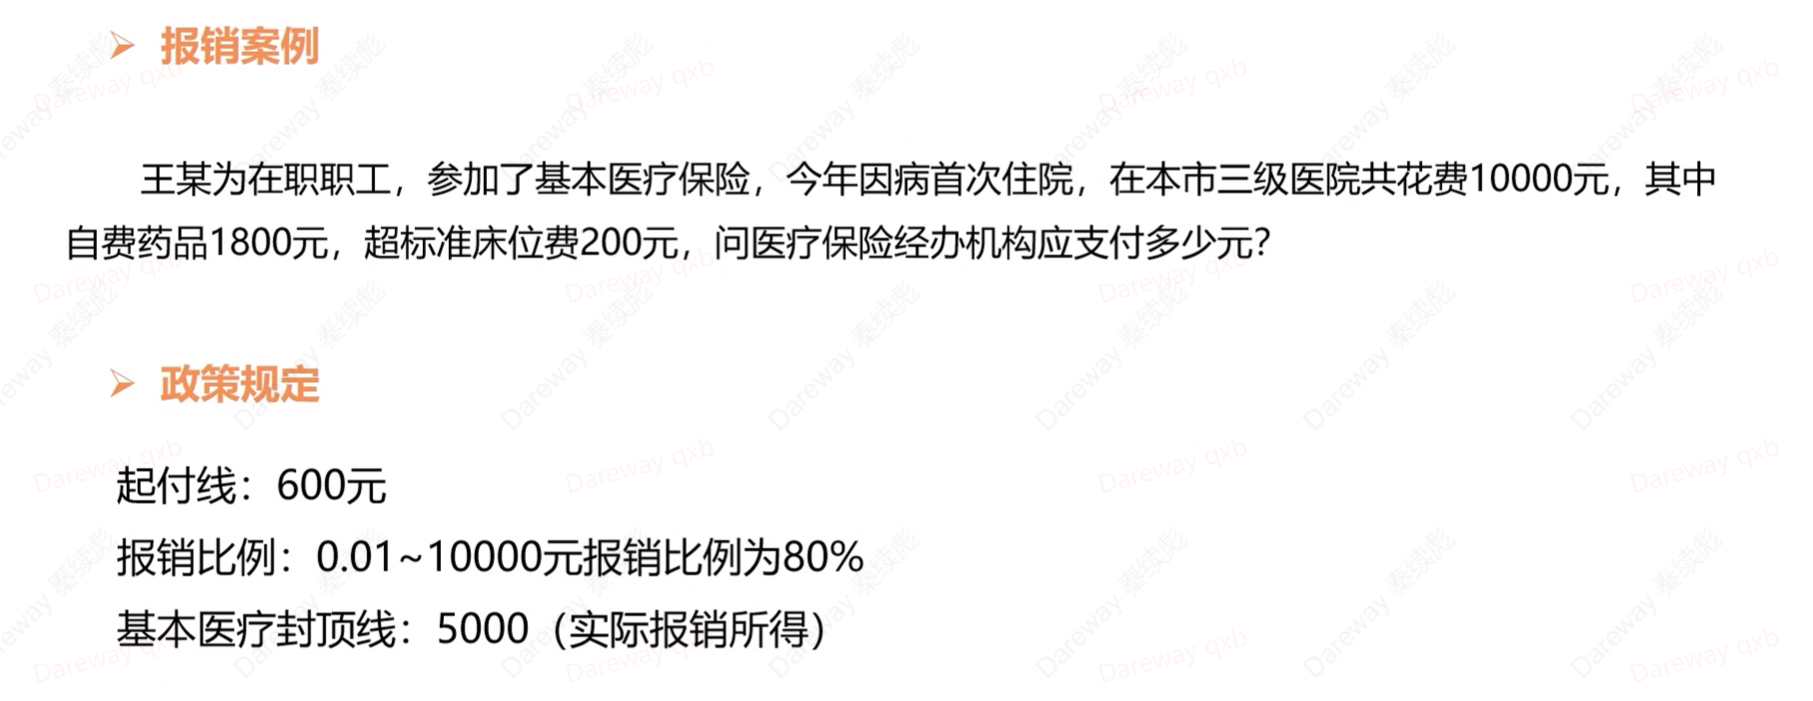 报销案例
王某为在职职工，参加了基本医疗保险，今年因病首次住院，在本市三级医院共花费10000元，其中
自费药品1800元，超标准床位费200元，问医疗保险经办机构应支付多少元？
政策规定
起付线：600元
报销比例：0.01~10000元报销比例为80%
基本医疗封顶线：5000（实际报销所得）
Dareway 秦续彪
Dareway qxb